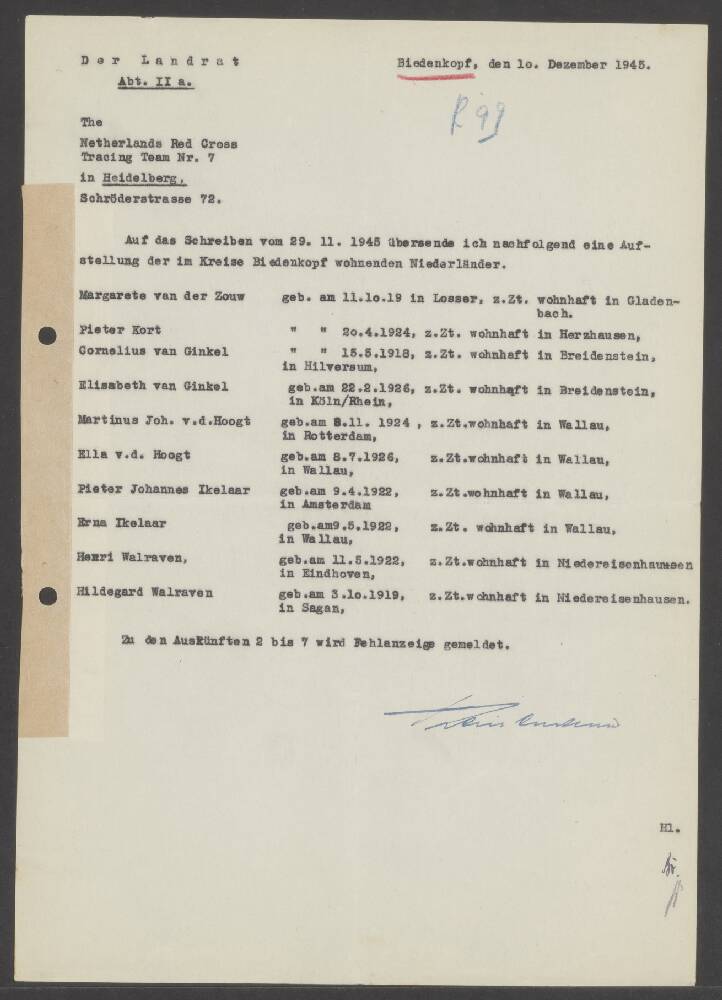 Der Landrat
Abt. II a.
Biedenkopf, den 10. Dezember 1945.
R 99
The
Netherlands Red Cross
Tracing Team Nr. 7
in Heidelberg,
Schröderstrasse 72.
Auf das Schreiben vom 29. 11. 1945 übersende ich nachfolgend eine Auf-
stellung der im Kreise Biedenkopf wohnenden Niederländer.
Margarete van der Zouw geb. am 11.10.19 in Losser, z.Zt. wohnhaft in Gladen-
bach.
Pieter Kort " " 20.4.1924, z.Zt. wohnhaft in Herzhausen,
Cornelius van Ginkel " " 15.5.1918, z.Zt. wohnhaft in Breidenstein,
in Hilversum,
Elisabeth van Ginkel geb.am 22.2.1926, z.Zt. wohnhaft in Breidenstein,
in Köln/Rhein,
Martinus Joh. v.d.Hoogt geb.am 8.11. 1924 , z.Zt.wohnhaft in Wallau,
in Rotterdam,
Ella v.d. Hoogt geb.am 8.7.1926, z.Zt.wohnhaft in Wallau,
in Wallau,
Pieter Johannes Ikelaar geb.am 9.4.1922, z.Zt.wohnhaft in Wallau,
in Amsterdam
Erna Ikelaar geb.am9.5.1922, z.Zt. wohnhaft in Wallau,
in Wallau,
Henri Walraven, geb.am 11.5.1922, z.Zt.wohnhaft in Niedereisenhausen
in Eindhoven,
Hildegard Walraven geb.am 3.10.1919, z.Zt.wohnhaft in Niedereisenhausen.
in Sagan,
Zu den Auskünften 2 bis 7 wird Fehlanzeige gemeldet.
Hl.